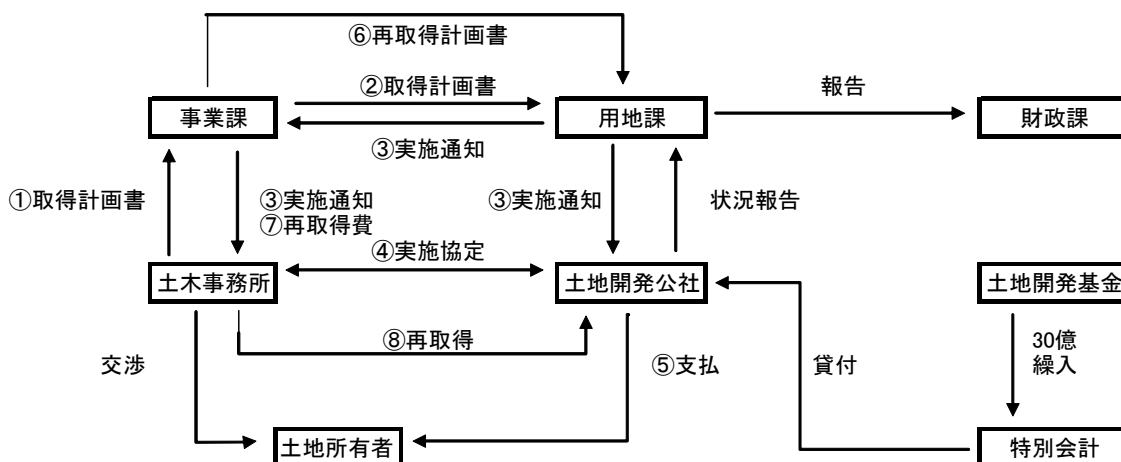 ⑥再取得計画書
②取得計画書
報告
事業課
用地課
財政課
③実施通知
①取得計画書
③実施通知
⑦再取得費
③実施通知
状況報告
④実施協定
土木事務所
土地開発公社
土地開発基金
⑧再取得
交渉
⑤支払
貸付
30億
繰入
土地所有者
特別会計